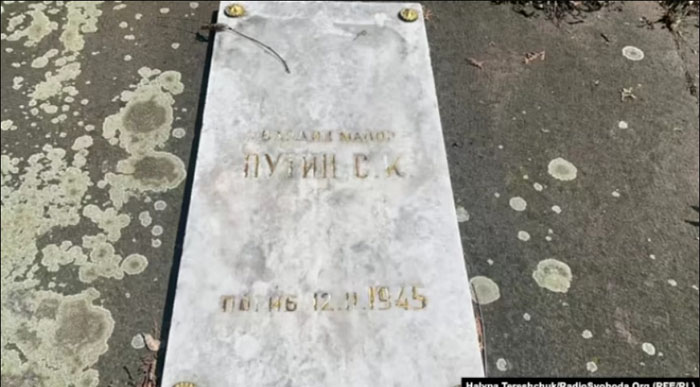 МАЙОР
ПУТИН С. К.
ПОГИБ 12.II.1945
Halyna Tereshchuk/RadioSvoboda.Org (RFE/RL)